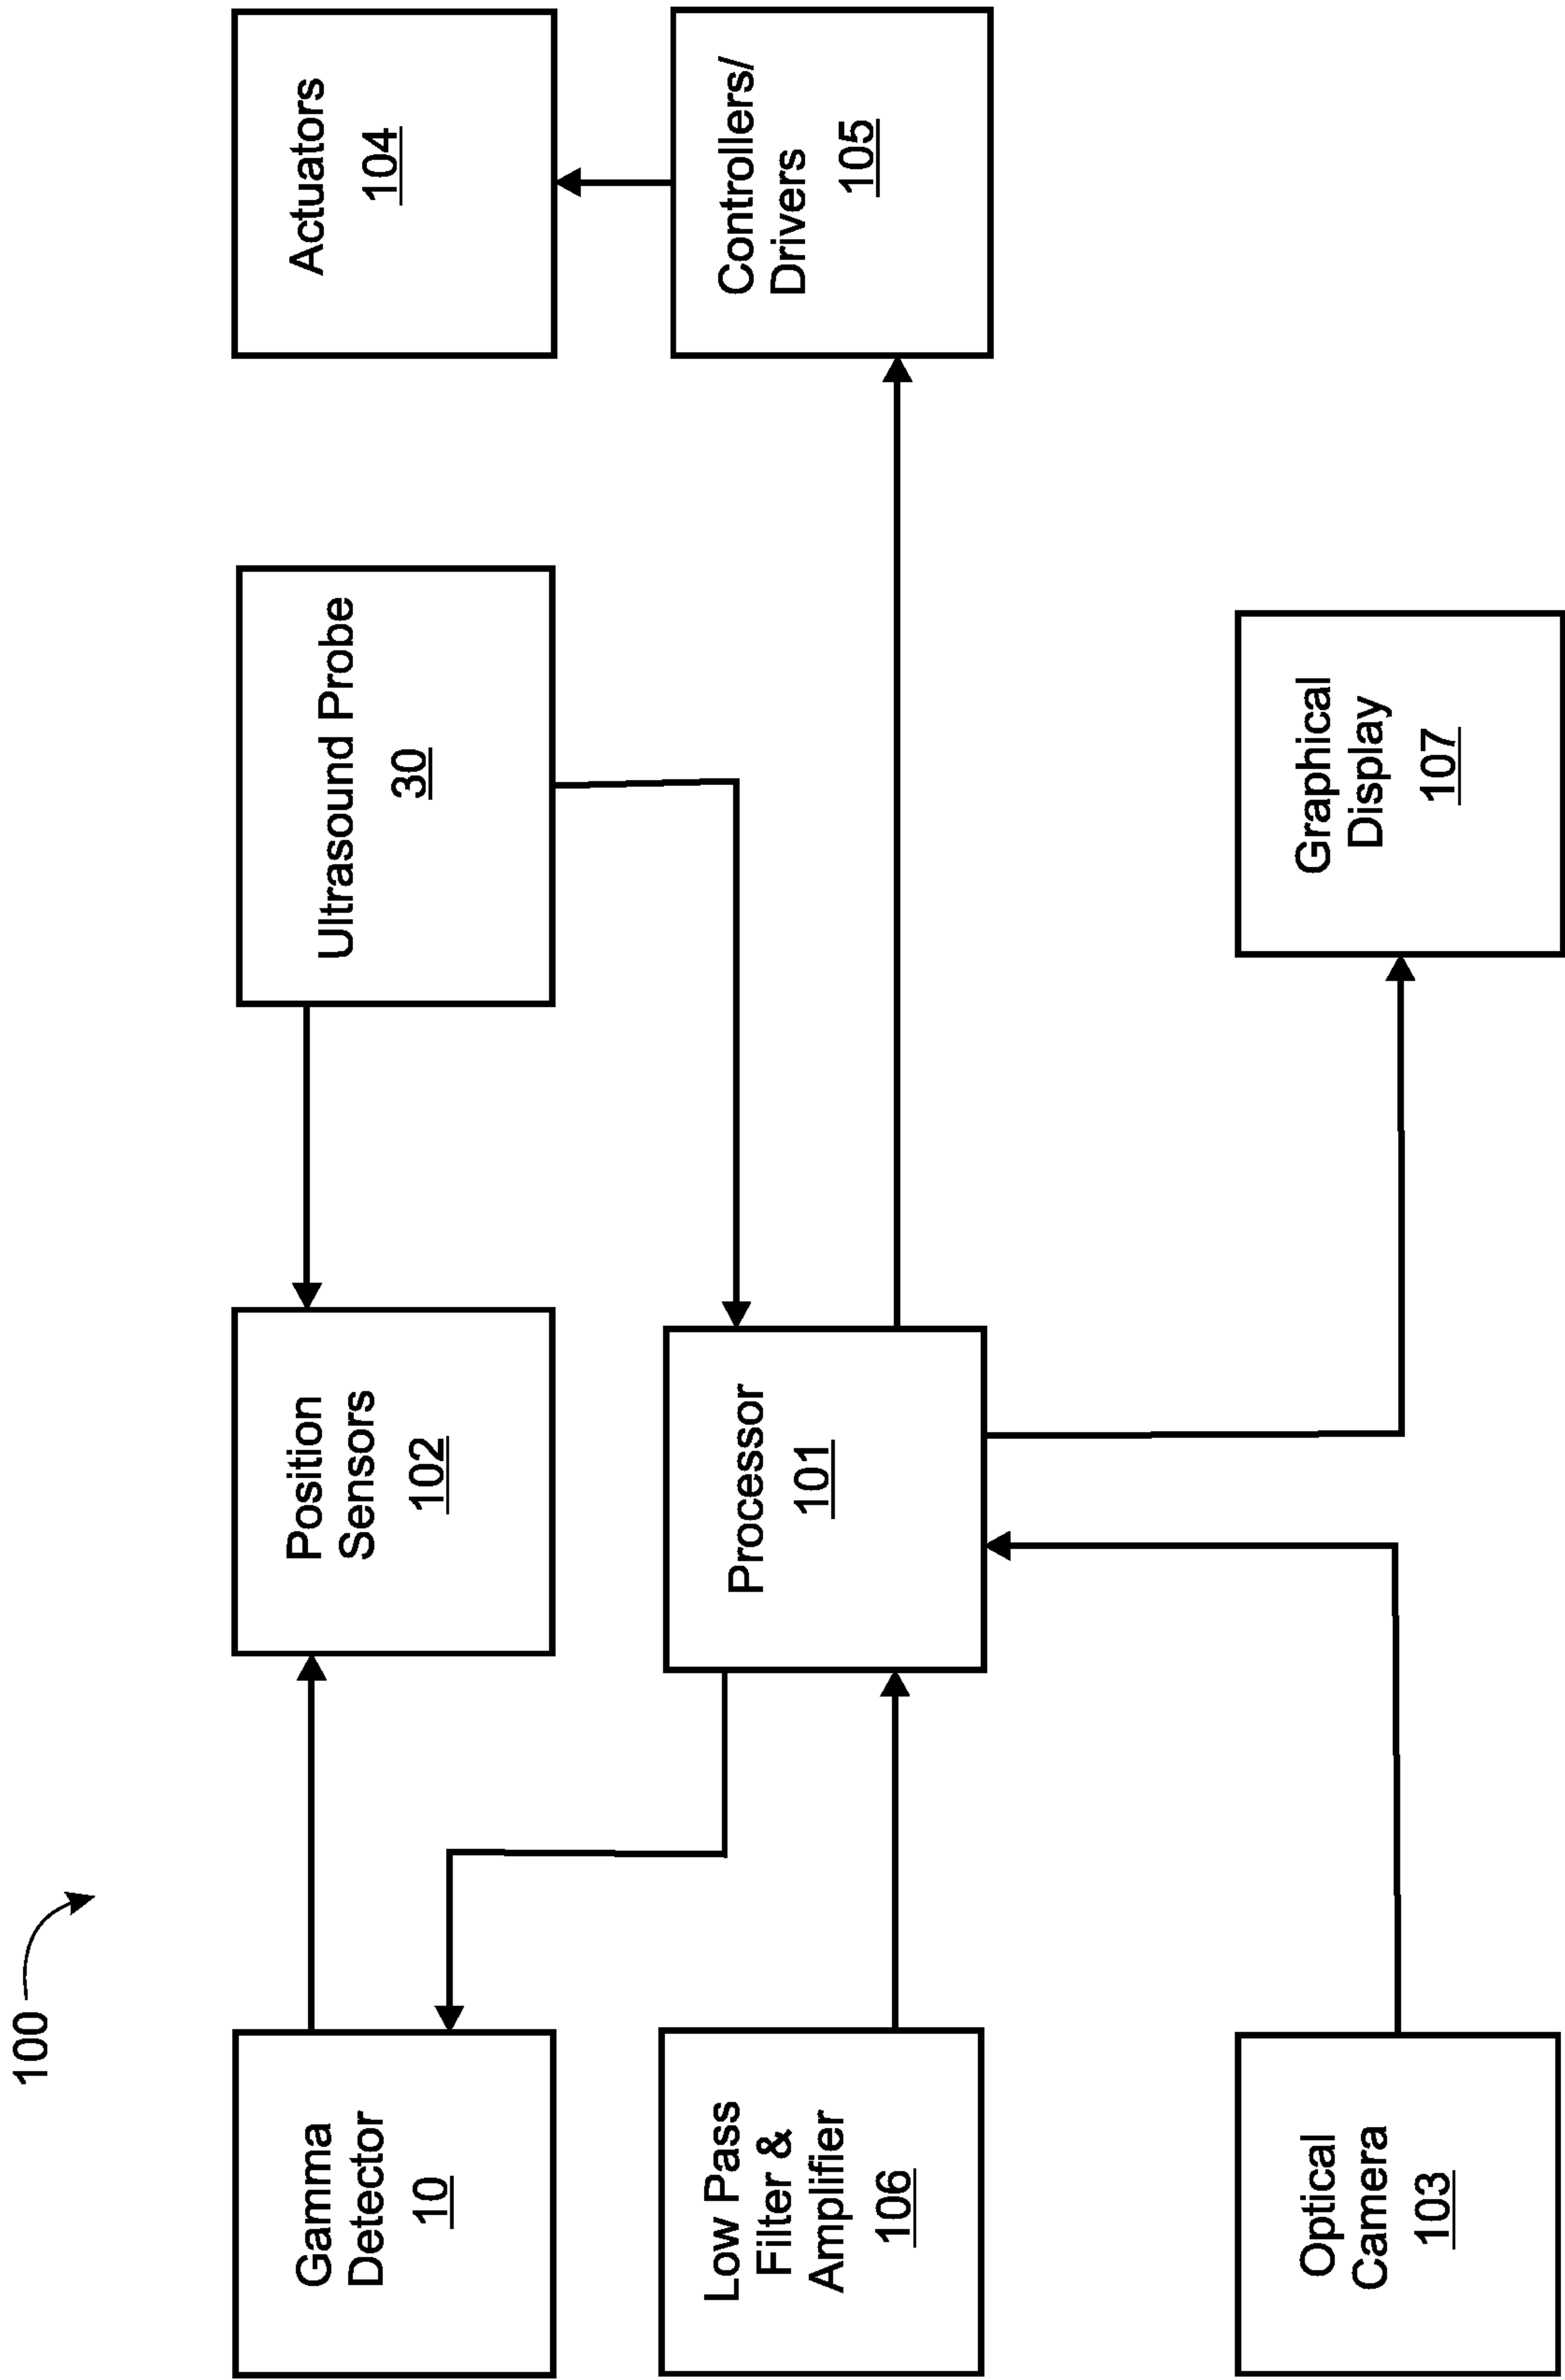 100
Gamma
Detector
10
Position
Sensors
102
Ultrasound Probe
30
Actuators
104
Low Pass
Filter &
Amplifier
106
Processor
101
Controllers/
Drivers
105
Optical
Camera
103
Graphical
Display
107